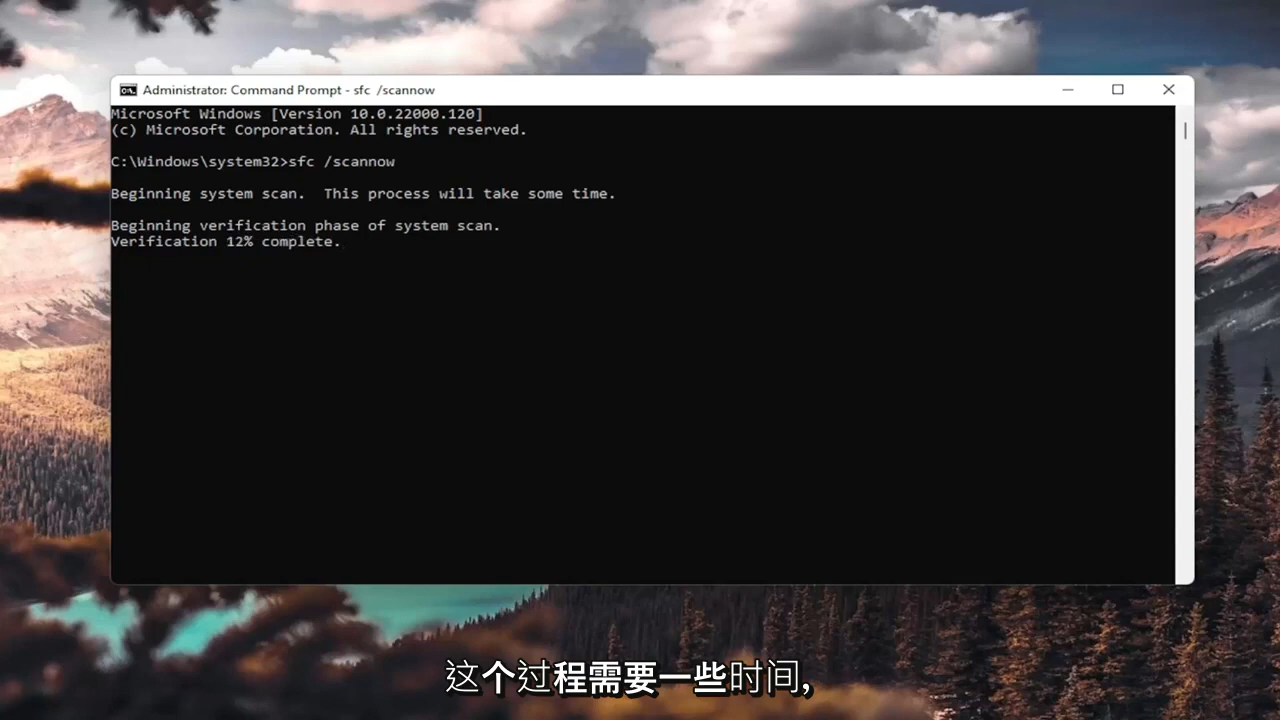 Administrator: Command Prompt - sfc /scannow
Microsoft Windows [Version 10.0.22000.120]
(c) Microsoft Corporation. All rights reserved.
C:\Windows\system32>sfc /scannow
Beginning system scan.  This process will take some time.
Beginning verification phase of system scan.
Verification 12% complete.
这个过程需要一些时间,